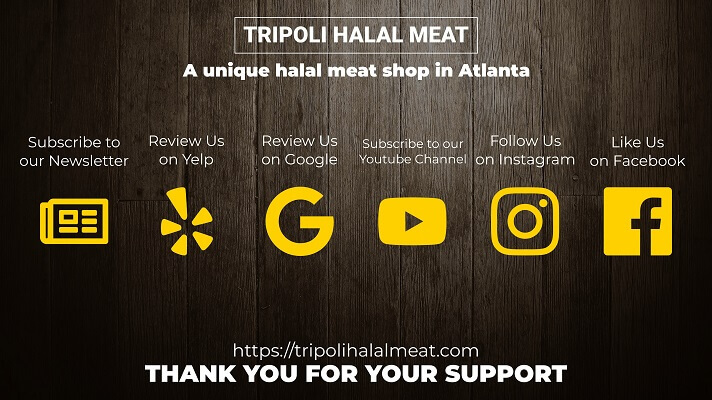 TRIPOLI HALAL MEAT
A unique halal meat shop in Atlanta
Subscribe to
our Newsletter
Review Us
on Yelp
Review Us
on Google
Subscribe to our
Youtube Channel
Follow Us
on Instagram
Like Us
on Facebook
https://tripolihalalmeat.com
THANK YOU FOR YOUR SUPPORT